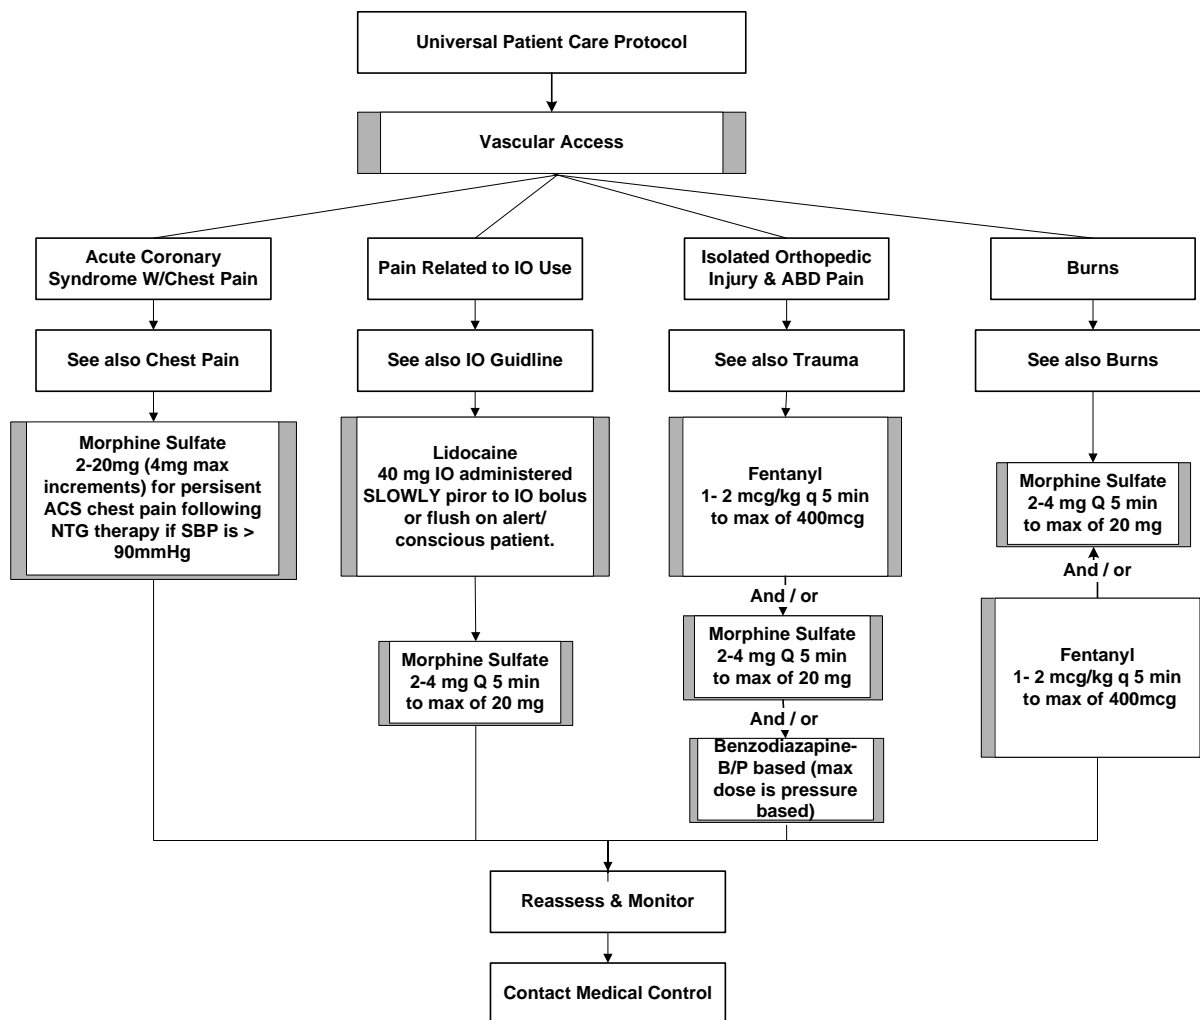 Universal Patient Care Protocol
Vascular Access
Acute Coronary
Syndrome W/Chest Pain
Pain Related to IO Use
Isolated Orthopedic
Injury & ABD Pain
Burns
See also Chest Pain
See also IO Guidline
See also Trauma
See also Burns
Morphine Sulfate
2-20mg (4mg max
increments) for persisent
ACS chest pain following
NTG therapy if SBP is >
90mmHg
Lidocaine
40 mg IO administered
SLOWLY piror to IO bolus
or flush on alert/
conscious patient.
Fentanyl
1- 2 mcg/kg q 5 min
to max of 400mcg
Morphine Sulfate
2-4 mg Q 5 min
to max of 20 mg
And / or
And / or
Morphine Sulfate
2-4 mg Q 5 min
to max of 20 mg
Morphine Sulfate
2-4 mg Q 5 min
to max of 20 mg
Fentanyl
1- 2 mcg/kg q 5 min
to max of 400mcg
And / or
Benzodiazapine-
B/P based (max
dose is pressure
based)
Reassess & Monitor
Contact Medical Control